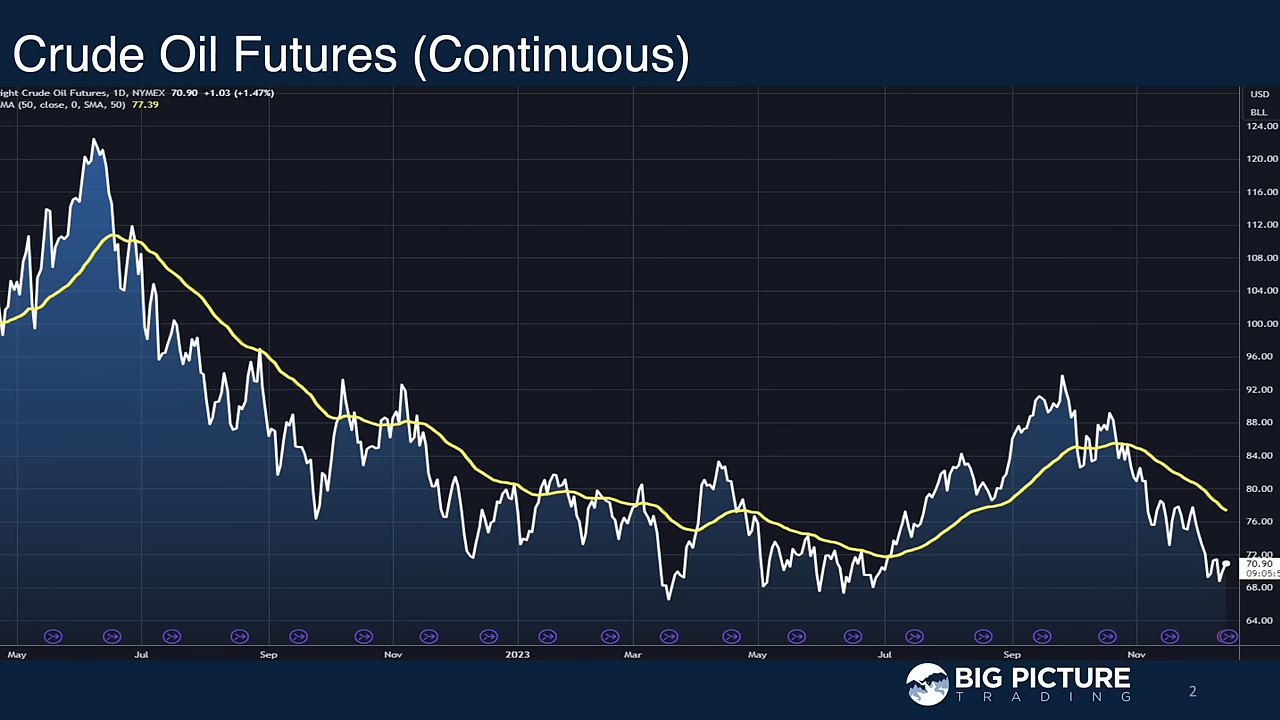 Crude Oil Futures (Continuous)
ight Crude Oil Futures, 1D, NYMEX 70.90 +1.03 (+1.47%)
MA (50, close, 0, SMA, 50) 77.39
USD
BLL
124.00
120.00
116.00
112.00
108.00
104.00
100.00
96.00
92.00
88.00
84.00
80.00
76.00
72.00
70.90
09:05:5
68.00
64.00
May Jul Sep Nov 2023 Mar May Jul Sep Nov
BIG PICTURE
TRADING
2